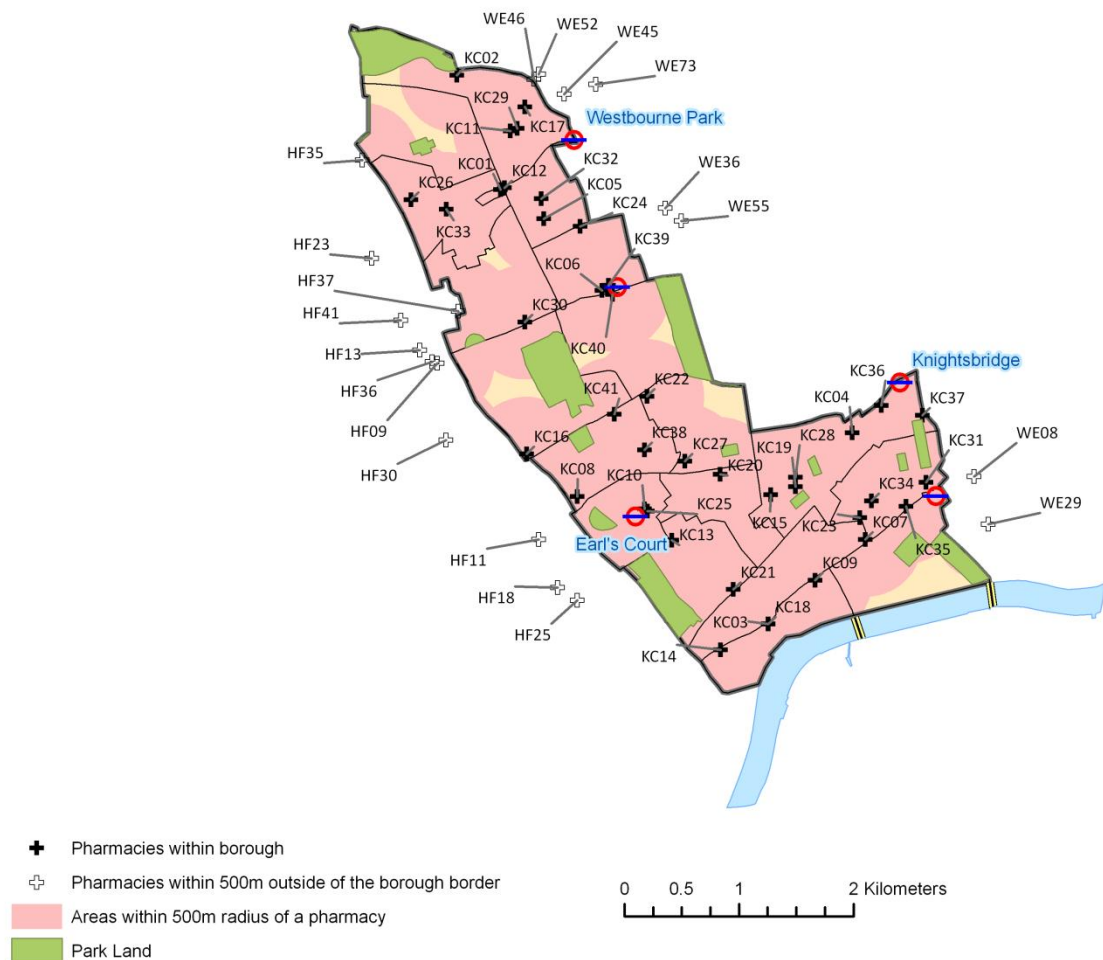 WE46
WE52
WE45
WE73
KC02
KC29
KC11
KC17
Westbourne Park
HF35
KC01
KC12
KC32
WE36
KC26
KC05
KC24
WE55
KC33
HF23
KC39
KC06
HF37
HF41
KC30
HF13
KC40
Knightsbridge
HF36
KC36
KC22
KC41
KC04
KC37
HF09
KC16
KC38
KC19
KC28
KC31
WE08
KC27
HF30
KC08
KC10
KC20
KC34
KC25
KC15
KC23
WE29
Earl's Court
KC13
KC07
KC35
HF11
KC21
KC09
HF18
KC18
KC03
HF25
KC14
Pharmacies within borough
Pharmacies within 500m outside of the borough border
0 0.5 1 2 Kilometers
Areas within 500m radius of a pharmacy
Park Land